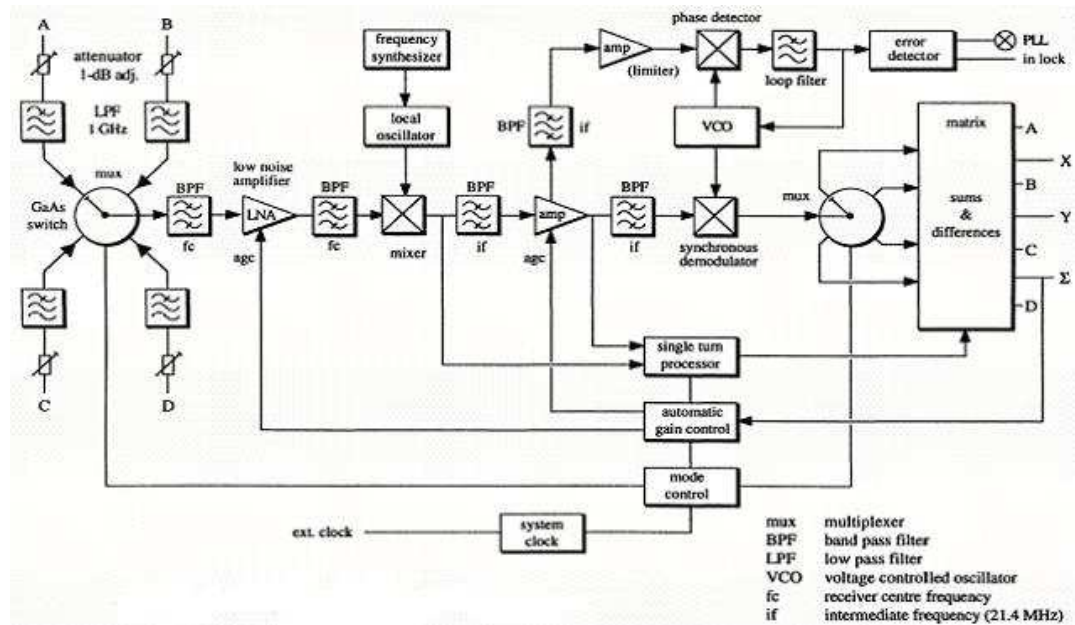 A
B
attenuator
1-dB adj.
LPF
1 GHz
mux
GaAs
switch
C
D
BPF
fc
low noise
amplifier
LNA
agc
BPF
fc
frequency
synthesizer
local
oscillator
mixer
BPF
if
amp
agc
BPF
if
amp
(limiter)
phase detector
loop filter
VCO
error
detector
PLL
in lock
BPF
if
synchronous
demodulator
mux
matrix
sums
&
differences
A
X
B
Y
C
Σ
D
single turn
processor
automatic
gain control
mode
control
ext. clock
system
clock
mux multiplexer
BPF band pass filter
LPF low pass filter
VCO voltage controlled oscillator
fc receiver centre frequency
if intermediate frequency (21.4 MHz)